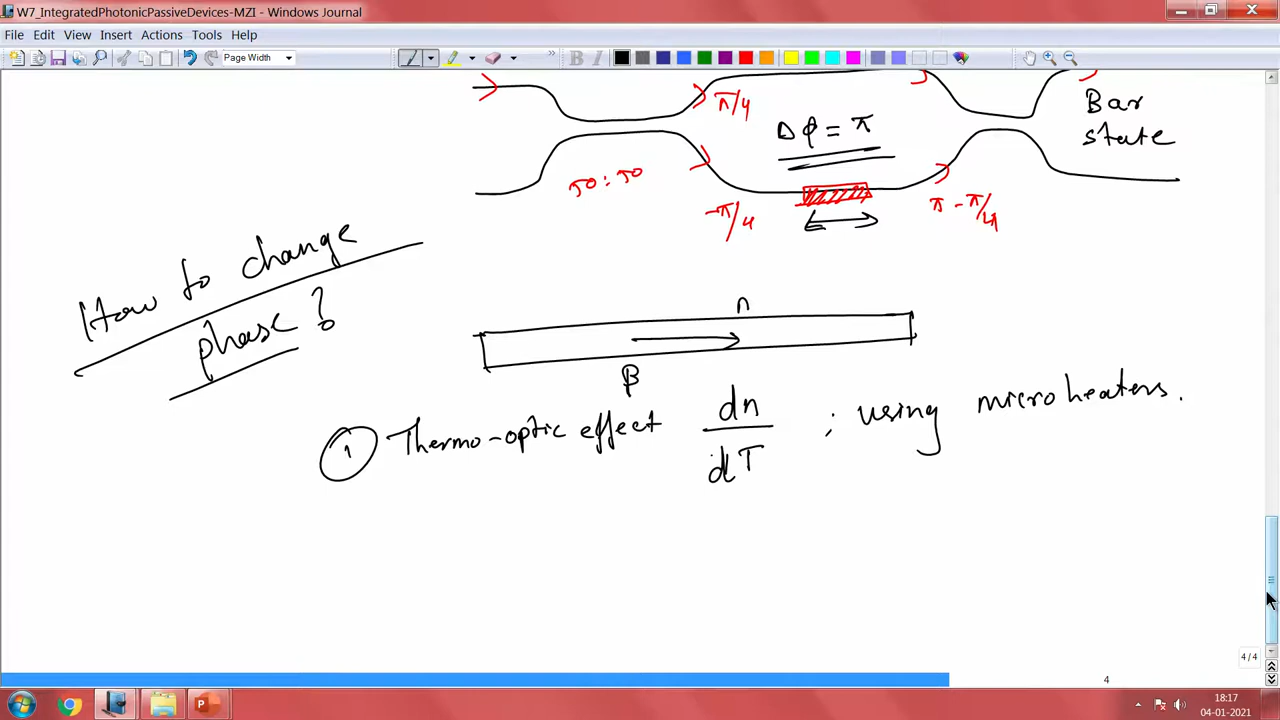 W7_IntegratedPhotonicPassiveDevices-MZI - Windows Journal
File Edit View Insert Actions Tools Help
Page Width
B I
Bar
state
π/4
Δφ = π
50:50
-π/4
π - π/4
How to change
phase?
n
β
① Thermo-optic effect dn/dT ; using microheaters.
4/4
4
18:17
04-01-2021